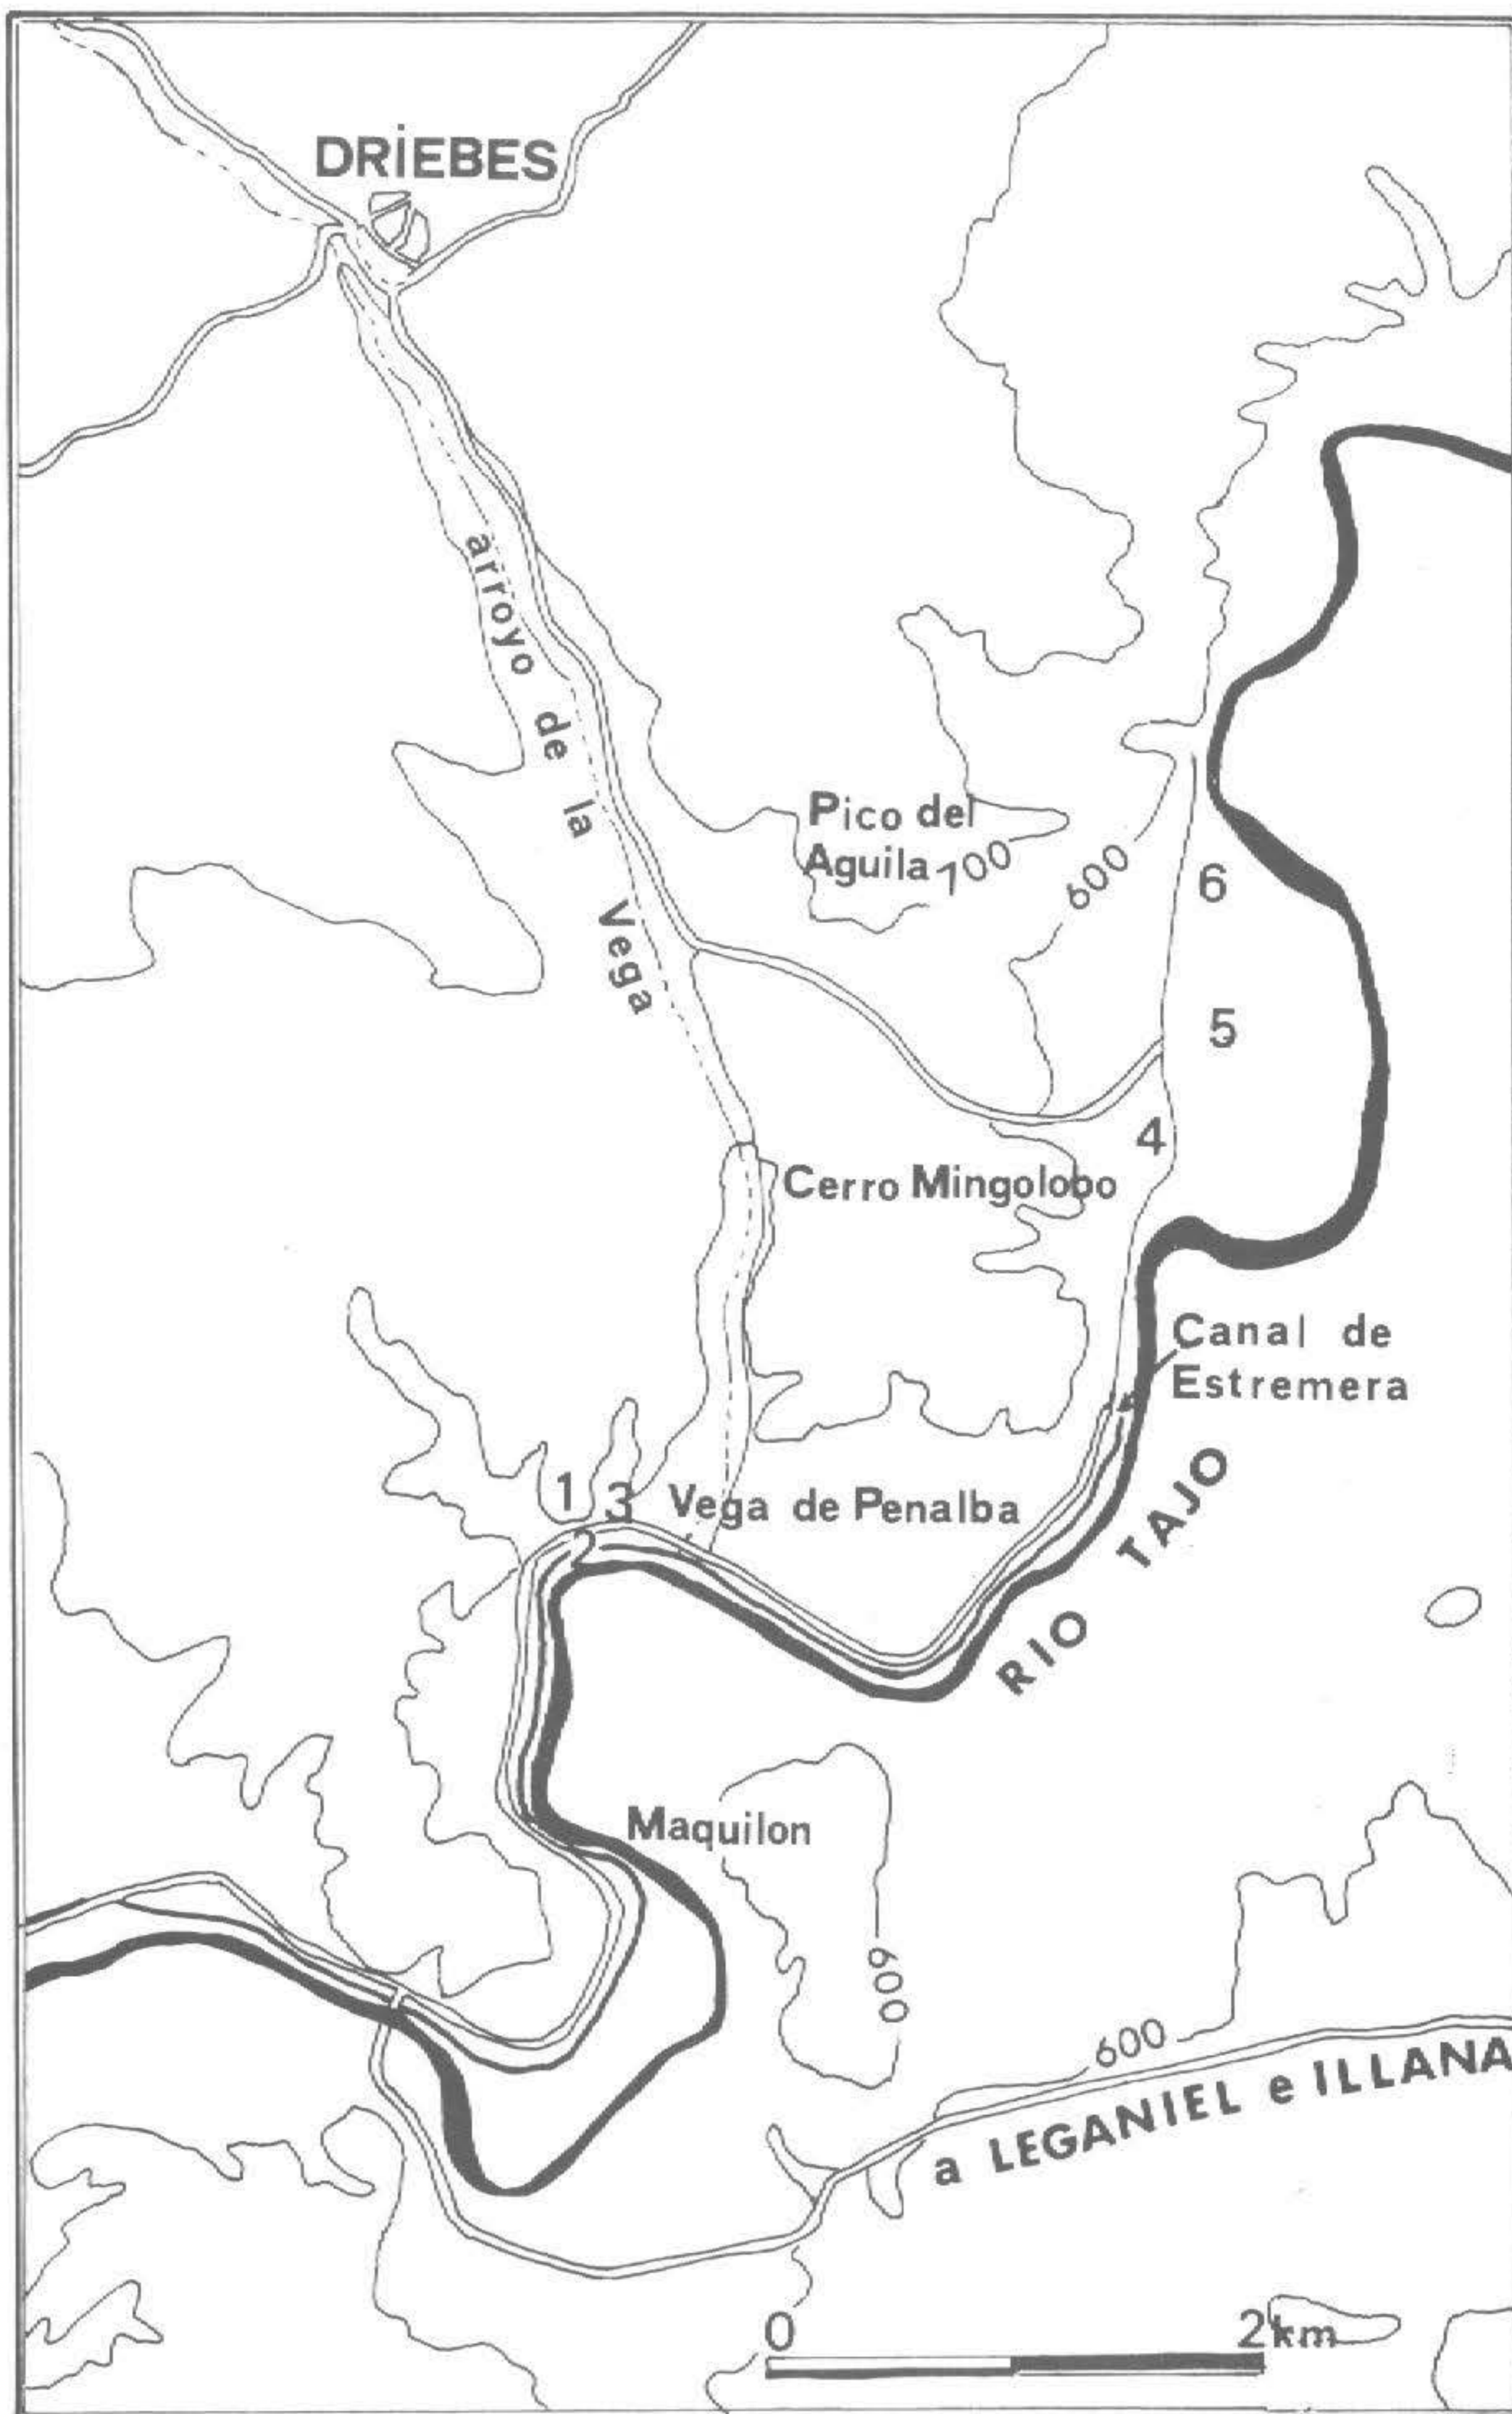 DRiEBES
arroyo de la Vega
Pico del
Aguila
700
600
6
5
4
Cerro Mingolobo
Canal de
Estremera
1
3
Vega de Penalba
RIO TAJO
Maquilon
600
600
a LEGANIEL e ILLANA
0
2km